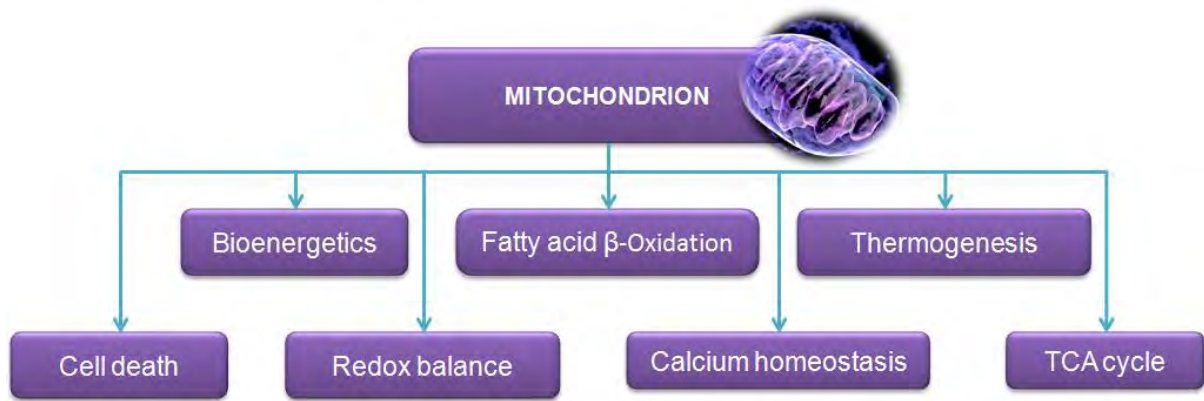 MITOCHONDRION
Bioenergetics
Fatty acid β-Oxidation
Thermogenesis
Cell death
Redox balance
Calcium homeostasis
TCA cycle